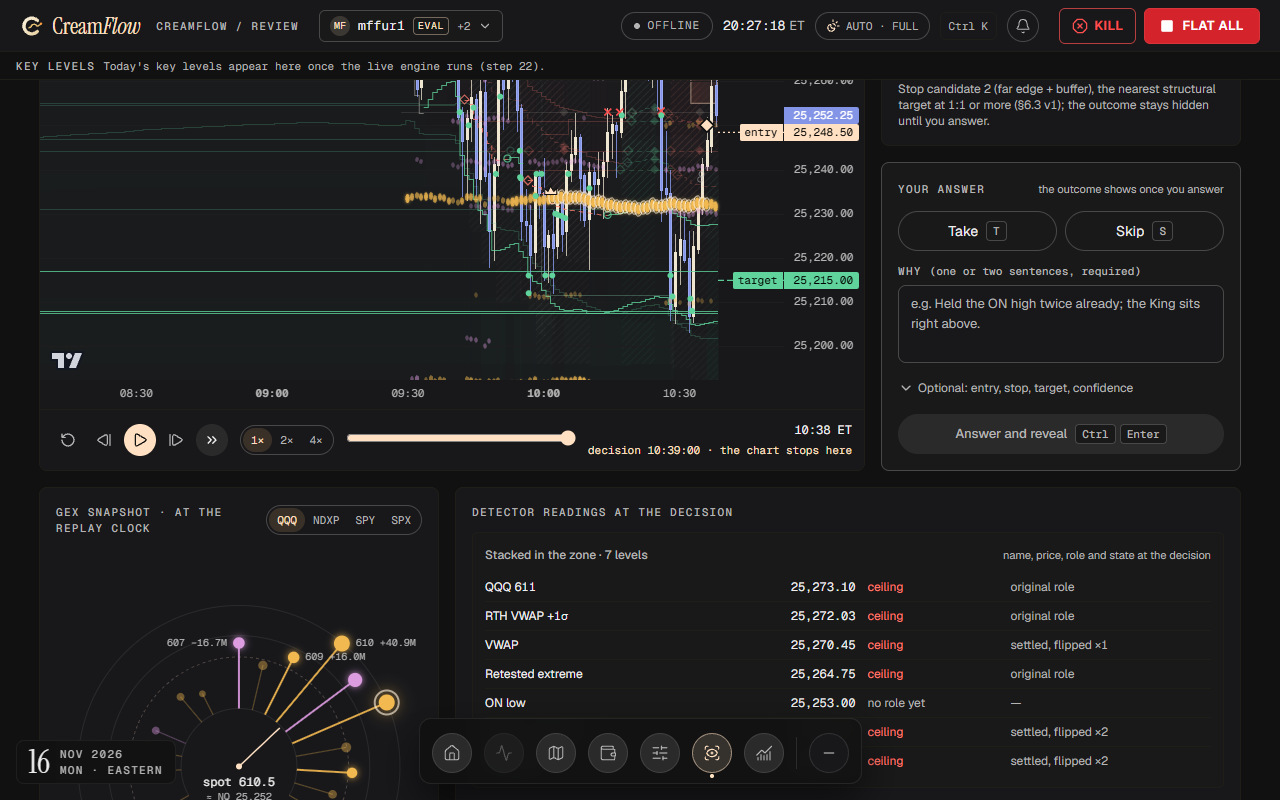 CreamFlow
CREAMFLOW / REVIEW
MF mffur1 EVAL +2
OFFLINE
20:27:18 ET
AUTO · FULL
Ctrl K
KILL
FLAT ALL
KEY LEVELS Today's key levels appear here once the live engine runs (step 22).
25,260.00
25,252.25
entry 25,248.50
25,240.00
25,230.00
25,220.00
target 25,215.00
25,210.00
25,200.00
08:30 09:00 09:30 10:00 10:30
1× 2× 4×
10:38 ET
decision 10:39:00 · the chart stops here
Stop candidate 2 (far edge + buffer), the nearest structural
target at 1:1 or more (§6.3 v1); the outcome stays hidden
until you answer.
YOUR ANSWER the outcome shows once you answer
Take T
Skip S
WHY (one or two sentences, required)
e.g. Held the ON high twice already; the King sits
right above.
Optional: entry, stop, target, confidence
Answer and reveal Ctrl Enter
GEX SNAPSHOT · AT THE
REPLAY CLOCK
QQQ NDXP SPY SPX
607 −16.7M
610 +40.9M
609 +16.0M
spot 610.5
≈ NQ 25,252
DETECTOR READINGS AT THE DECISION
Stacked in the zone · 7 levels name, price, role and state at the decision
QQQ 611 25,273.10 ceiling original role
RTH VWAP +1σ 25,272.03 ceiling original role
VWAP 25,270.45 ceiling settled, flipped ×1
Retested extreme 25,264.75 ceiling original role
ON low 25,253.00 no role yet —
ceiling settled, flipped ×2
ceiling settled, flipped ×2
16 NOV 2026
MON · EASTERN